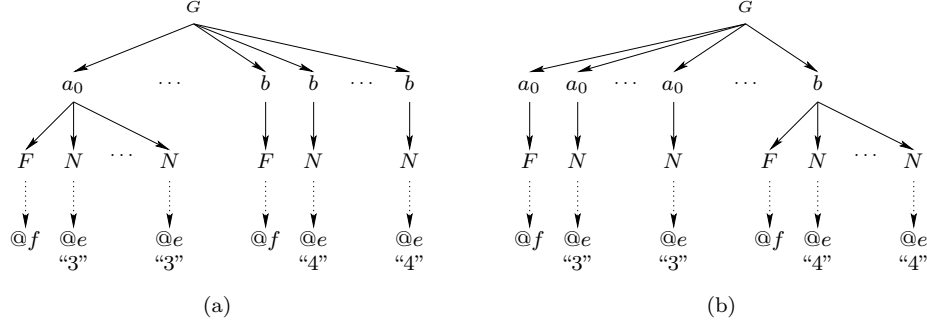 G G
a₀ ⋯ b b ⋯ b a₀ a₀ ⋯ a₀ ⋯ b
F N ⋯ N F N N F N N F N ⋯ N
@f @e @e @f @e @e @f @e @e @f @e @e
“3” “3” “4” “4” “3” “3” “4” “4”
(a) (b)